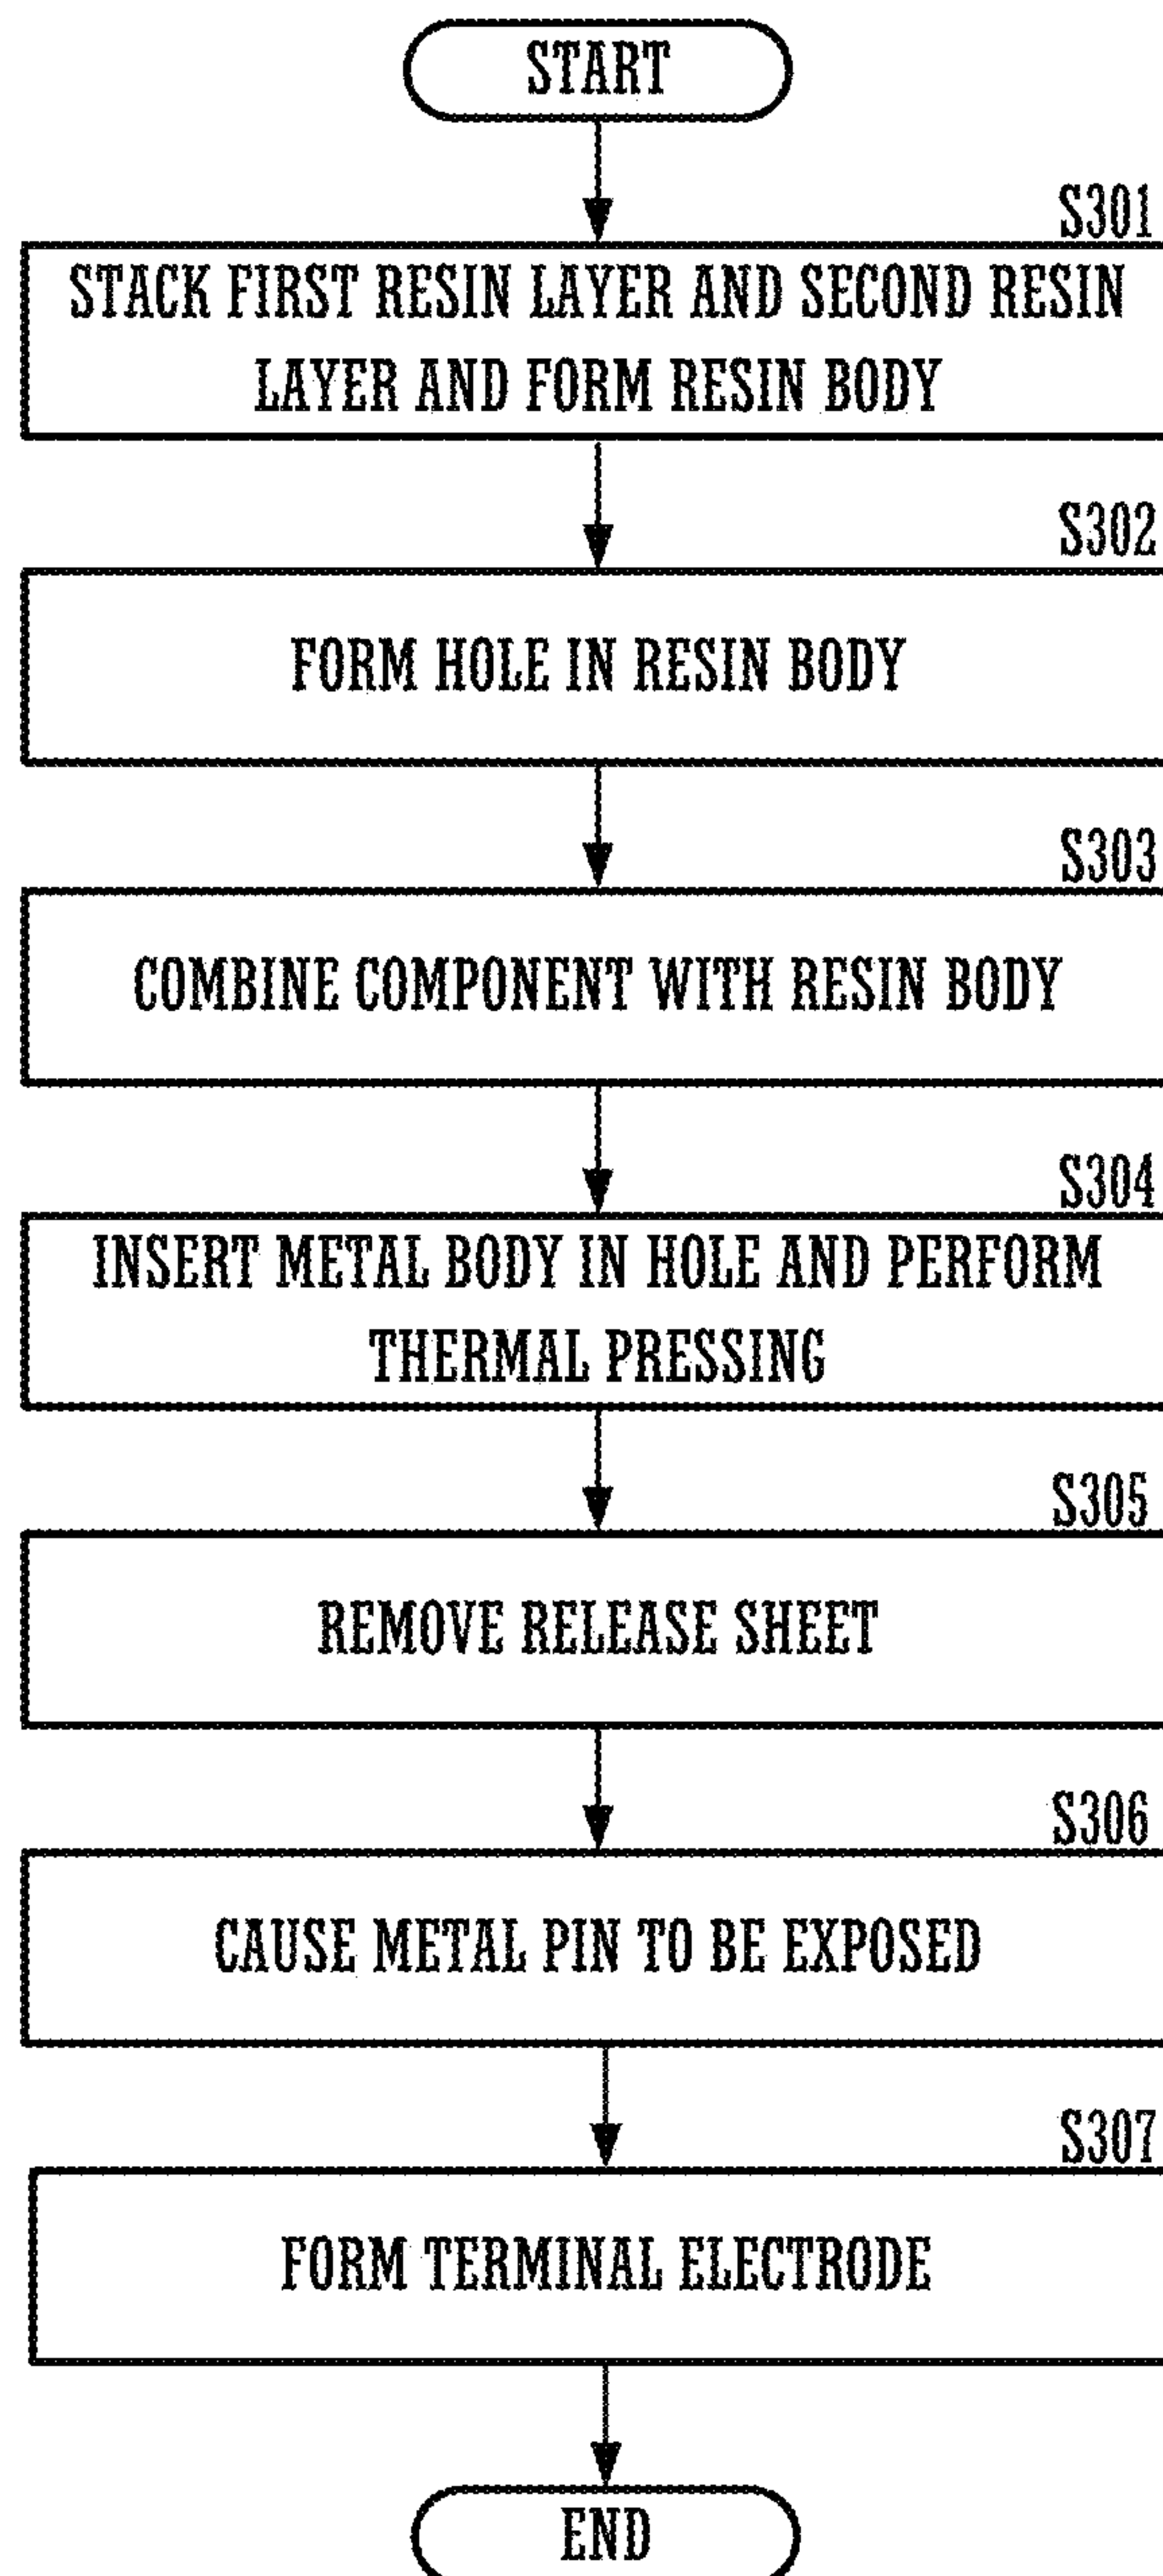 START
S301
STACK FIRST RESIN LAYER AND SECOND RESIN
LAYER AND FORM RESIN BODY
S302
FORM HOLE IN RESIN BODY
S303
COMBINE COMPONENT WITH RESIN BODY
S304
INSERT METAL BODY IN HOLE AND PERFORM
THERMAL PRESSING
S305
REMOVE RELEASE SHEET
S306
CAUSE METAL PIN TO BE EXPOSED
S307
FORM TERMINAL ELECTRODE
END